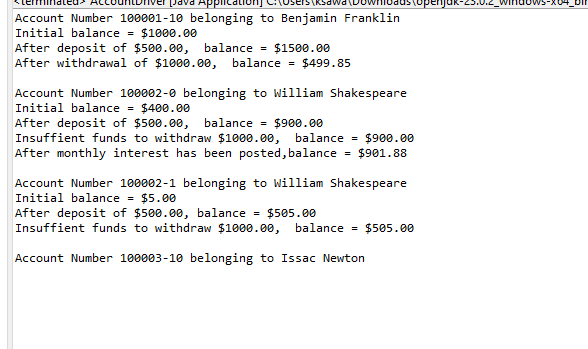 <terminated> AccountDriver [Java Application] C:\Users\ksawa\Downloads\openjdk-23.0.2_windows-x64_bin
Account Number 100001-10 belonging to Benjamin Franklin
Initial balance = $1000.00
After deposit of $500.00,  balance = $1500.00
After withdrawal of $1000.00,  balance = $499.85

Account Number 100002-0 belonging to William Shakespeare
Initial balance = $400.00
After deposit of $500.00,  balance = $900.00
Insuffient funds to withdraw $1000.00,  balance = $900.00
After monthly interest has been posted,balance = $901.88

Account Number 100002-1 belonging to William Shakespeare
Initial balance = $5.00
After deposit of $500.00, balance = $505.00
Insuffient funds to withdraw $1000.00,  balance = $505.00

Account Number 100003-10 belonging to Issac Newton